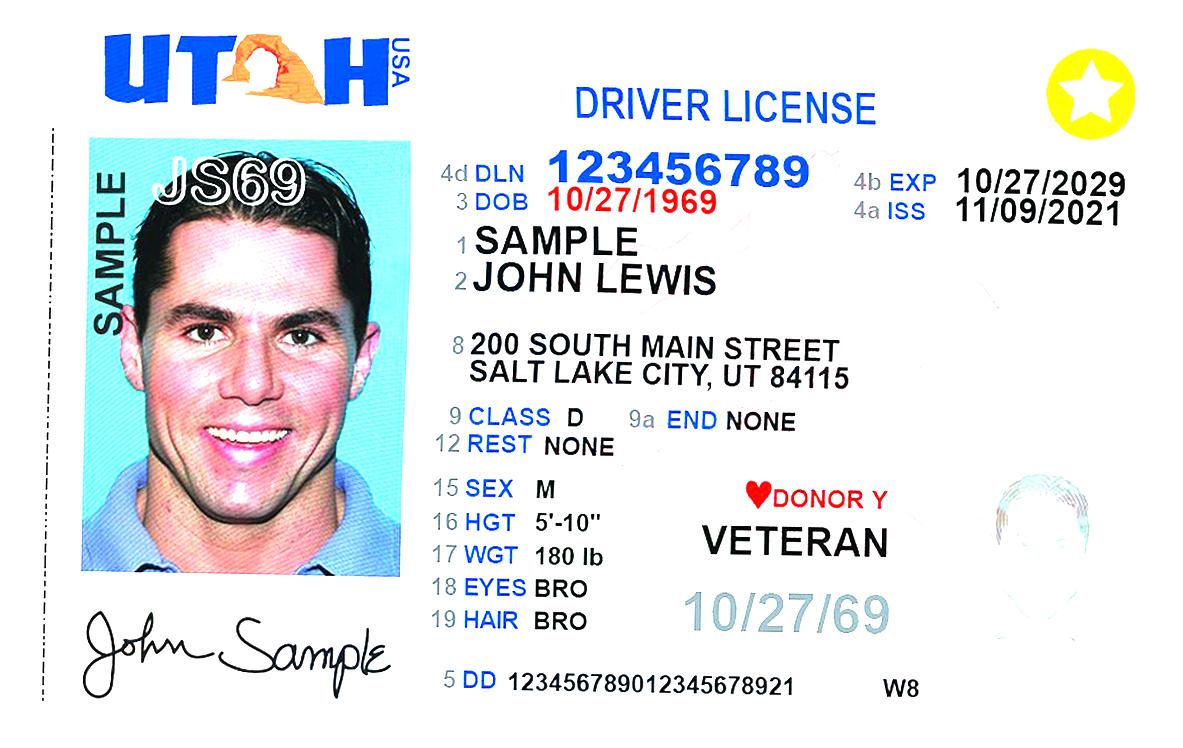 UTAH USA
DRIVER LICENSE
SAMPLE
JS69
4d DLN 123456789
3 DOB 10/27/1969
4b EXP 10/27/2029
4a ISS 11/09/2021
1 SAMPLE
2 JOHN LEWIS
8 200 SOUTH MAIN STREET
SALT LAKE CITY, UT 84115
9 CLASS D 9a END NONE
12 REST NONE
15 SEX M
16 HGT 5'-10"
17 WGT 180 lb
18 EYES BRO
19 HAIR BRO
DONOR Y
VETERAN
10/27/69
John Sample
5 DD 123456789012345678921 W8